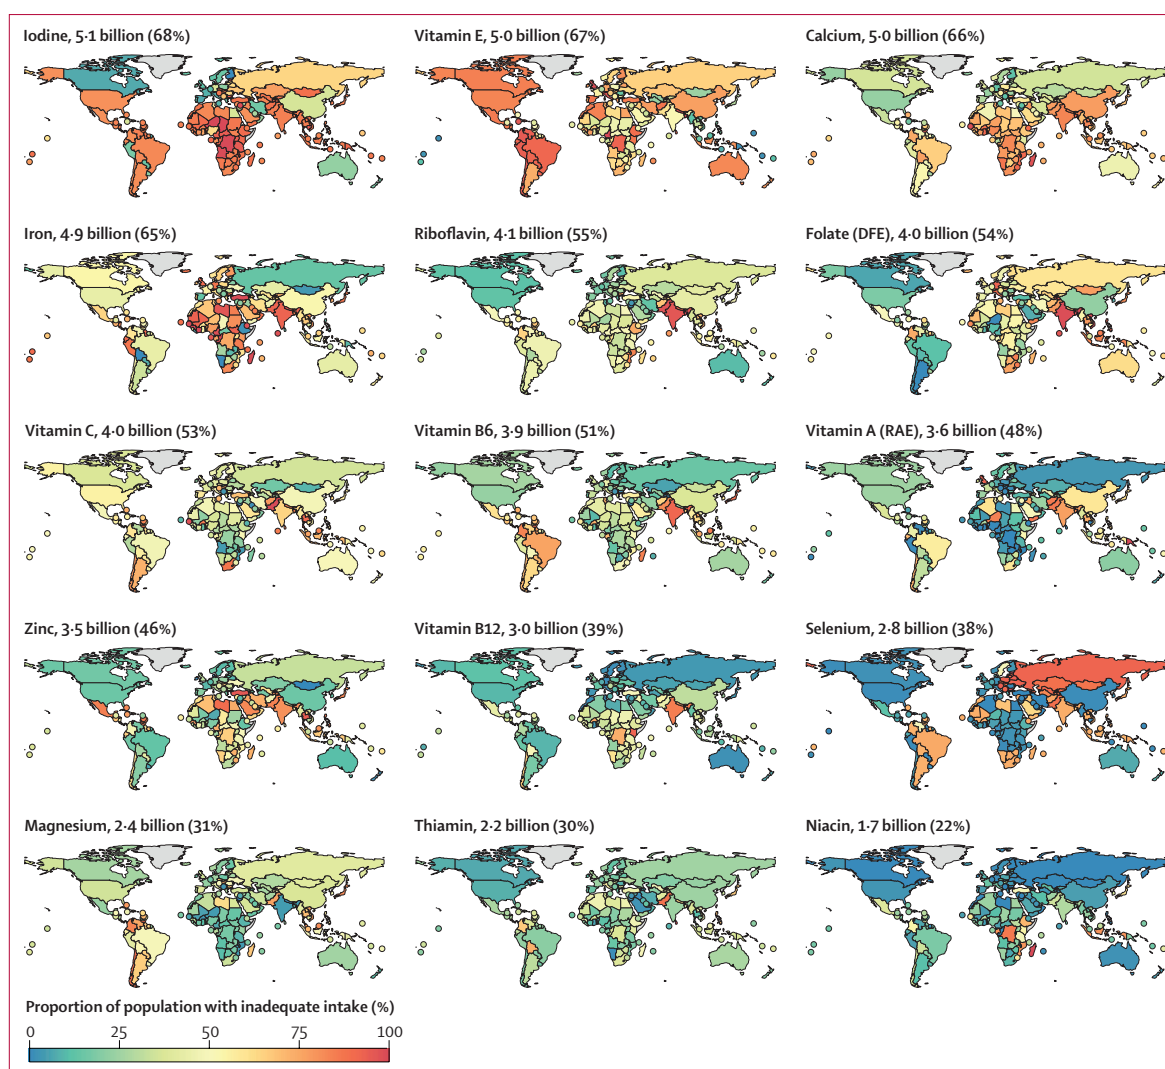 Iodine, 5·1 billion (68%)
Vitamin E, 5·0 billion (67%)
Calcium, 5·0 billion (66%)
Iron, 4·9 billion (65%)
Riboflavin, 4·1 billion (55%)
Folate (DFE), 4·0 billion (54%)
Vitamin C, 4·0 billion (53%)
Vitamin B6, 3·9 billion (51%)
Vitamin A (RAE), 3·6 billion (48%)
Zinc, 3·5 billion (46%)
Vitamin B12, 3·0 billion (39%)
Selenium, 2·8 billion (38%)
Magnesium, 2·4 billion (31%)
Thiamin, 2·2 billion (30%)
Niacin, 1·7 billion (22%)
Proportion of population with inadequate intake (%)
0 25 50 75 100